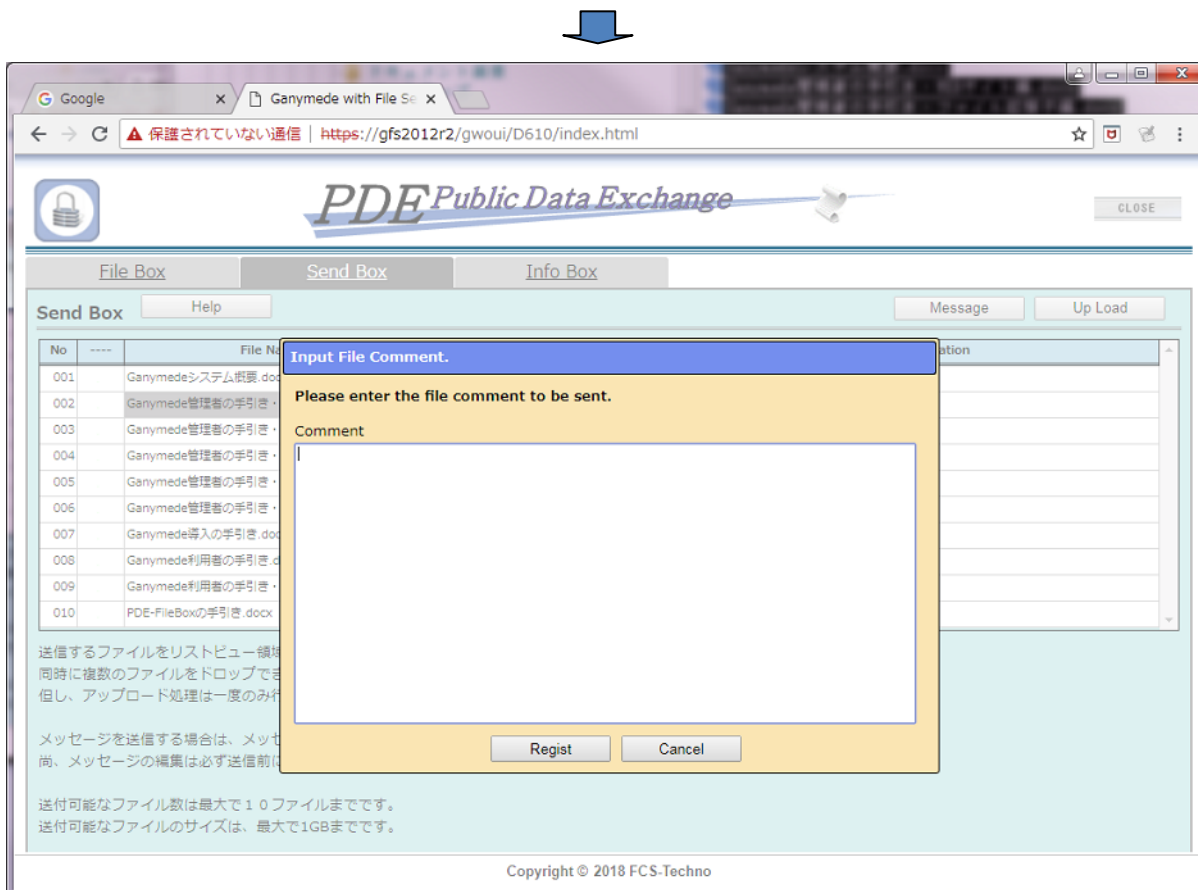 Google
Ganymede with File Se
保護されていない通信 | https://gfs2012r2/gwoui/D610/index.html
PDE Public Data Exchange
CLOSE
File Box Send Box Info Box
Send Box Help Message Up Load
No ---- File Na ation
001 Ganymedeシステム概要.doc
002 Ganymede管理者の手引き・
003 Ganymede管理者の手引き・
004 Ganymede管理者の手引き・
005 Ganymede管理者の手引き・
006 Ganymede管理者の手引き・
007 Ganymede導入の手引き.doc
008 Ganymede利用者の手引き.d
009 Ganymede利用者の手引き・
010 PDE-FileBoxの手引き.docx
Input File Comment.
Please enter the file comment to be sent.
Comment
Regist Cancel
送信するファイルをリストビュー領域
同時に複数のファイルをドロップでき
但し、アップロード処理は一度のみ行
メッセージを送信する場合は、メッセ
尚、メッセージの編集は必ず送信前に
送付可能なファイル数は最大で１０ファイルまでです。
送付可能なファイルのサイズは、最大で1GBまでです。
Copyright © 2018 FCS-Techno